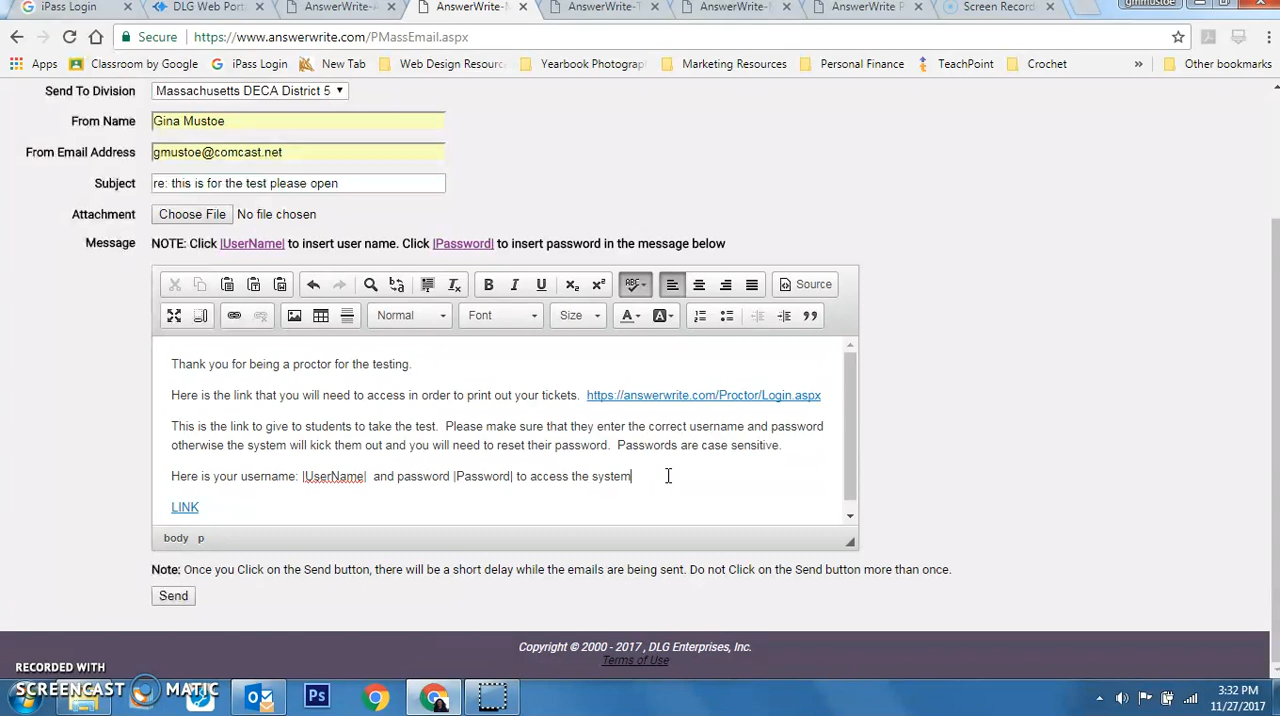 iPass Login
DLG Web Porta
AnswerWrite-A
AnswerWrite-M
AnswerWrite-T
AnswerWrite-N
AnswerWrite P
Screen Record
gmmustoe
Secure https://www.answerwrite.com/PMassEmail.aspx
Apps Classroom by Google iPass Login New Tab Web Design Resourc Yearbook Photograp Marketing Resources Personal Finance TeachPoint Crochet » Other bookmarks
Send To Division Massachusetts DECA District 5
From Name Gina Mustoe
From Email Address gmustoe@comcast.net
Subject re: this is for the test please open
Attachment Choose File No file chosen
Message NOTE: Click |UserName| to insert user name. Click |Password| to insert password in the message below
B I U x₂ x² ABC Source
Normal Font Size A A
Thank you for being a proctor for the testing.
Here is the link that you will need to access in order to print out your tickets. https://answerwrite.com/Proctor/Login.aspx
This is the link to give to students to take the test. Please make sure that they enter the correct username and password
otherwise the system will kick them out and you will need to reset their password. Passwords are case sensitive.
Here is your username: |UserName| and password |Password| to access the system
LINK
body p
Note: Once you Click on the Send button, there will be a short delay while the emails are being sent. Do not Click on the Send button more than once.
Send
Copyright © 2000 - 2017 , DLG Enterprises, Inc.
Terms of Use
RECORDED WITH
SCREENCAST MATIC
Ps
3:32 PM
11/27/2017